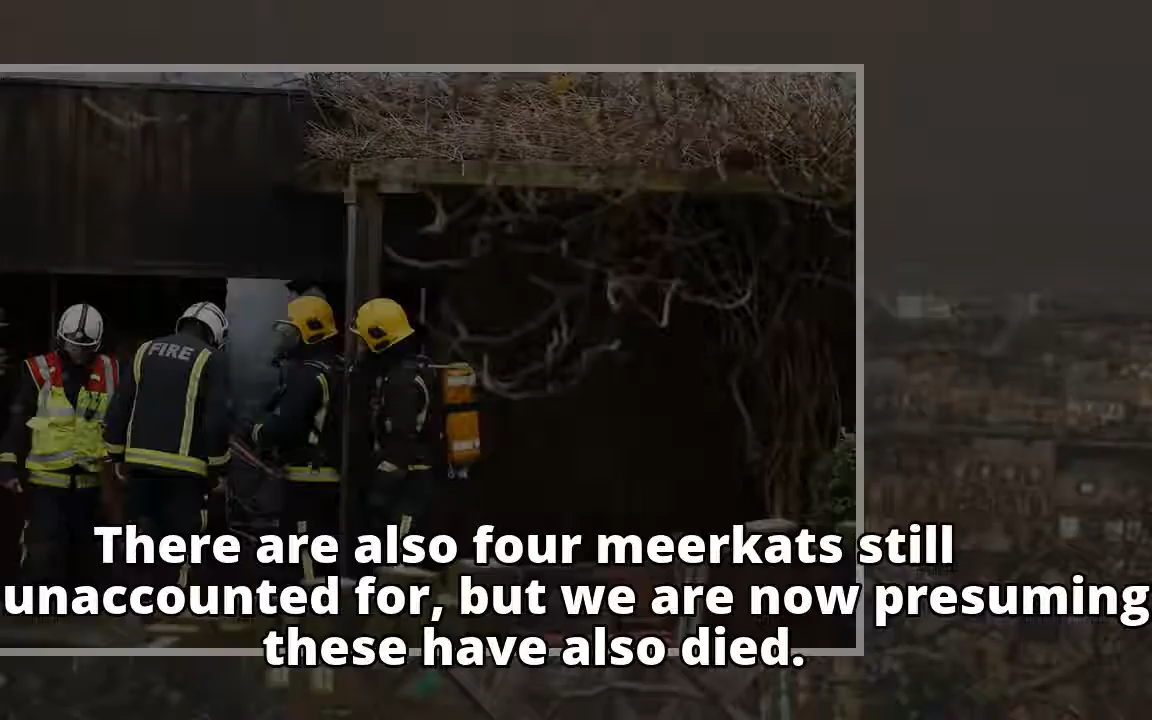 FIRE
There are also four meerkats still
unaccounted for, but we are now presuming
these have also died.